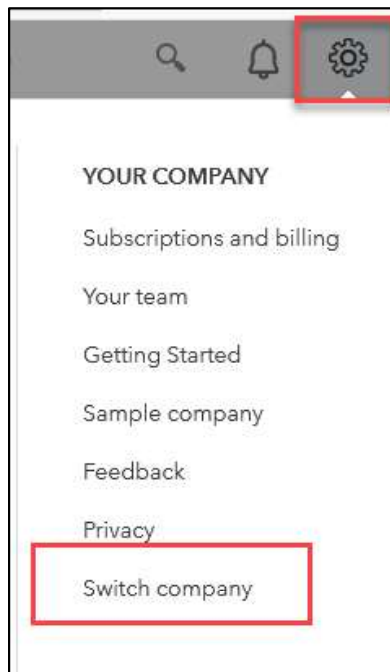 YOUR COMPANY
Subscriptions and billing
Your team
Getting Started
Sample company
Feedback
Privacy
Switch company